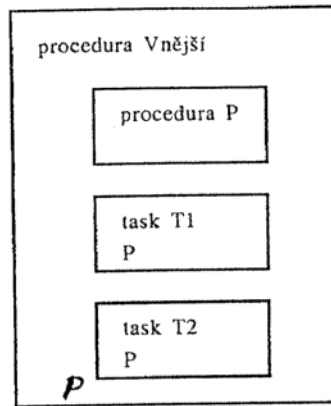 procedura Vnější
procedura P
task T1
P
task T2
P
P